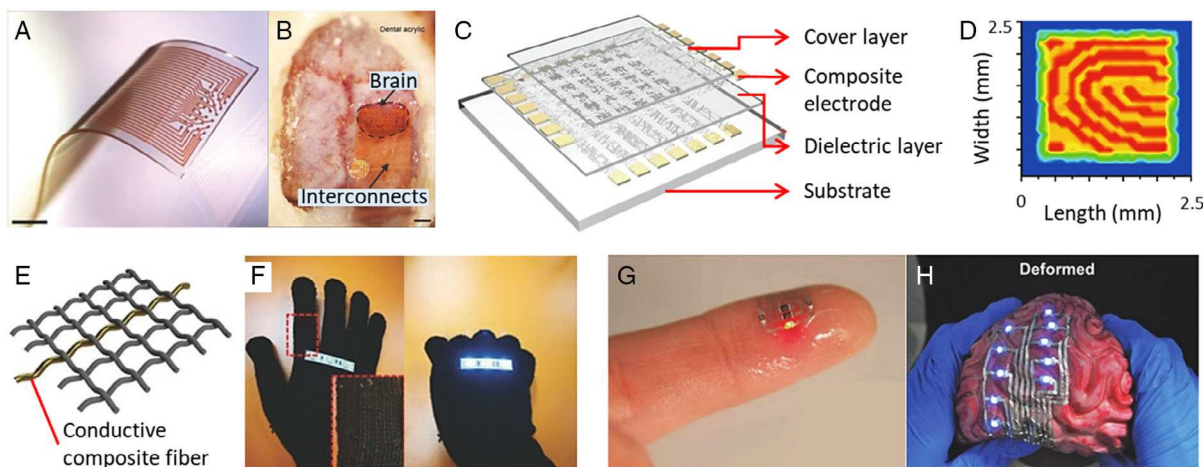 A
B
Dental acrylic
Brain
Interconnects
C
Cover layer
Composite
electrode
Dielectric layer
Substrate
D
2.5
Width (mm)
0
Length (mm)
2.5
E
Conductive
composite fiber
F
G
H
Deformed